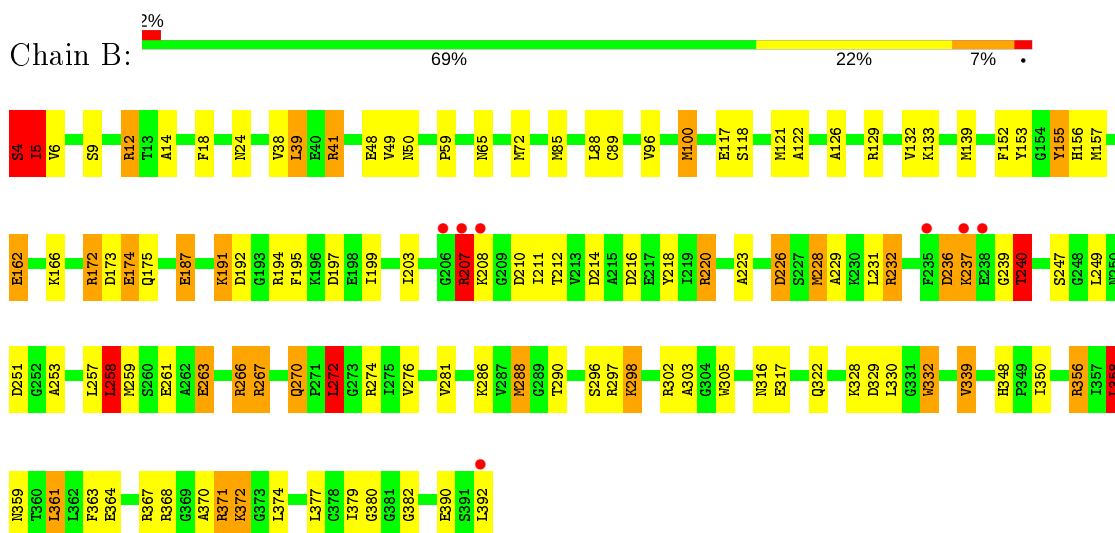 2%
Chain B:
69% 22% 7% •
S4 I5 V6 S9 R12 T13 A14 F18 N24 V38 L39 E40 R41 E48 V49 N50 P59 N65 M72 M85 L88 C89 V96 M100 E117 S118 M121 A122 A126 R129 V132 K133 M139 F152 Y153 G154 Y155 H156 M157
E162 K166 R172 D173 E174 Q175 E187 K191 D192 G193 R194 F195 K196 D197 E198 I199 I203 G206 R207 K208 G209 D210 I211 T212 V213 D214 A215 D216 E217 Y218 I219 R220 A223 D226 S227 M228 A229 K230 L231 R232 F235 D236 K237 E238 G239 T240 S247 G248 L249 N250
D251 G252 A253 L257 L258 M259 S260 E261 A262 E263 R266 R267 Q270 P271 L272 G273 R274 I275 V276 V281 K286 V287 M288 G289 T290 S296 R297 K298 R302 A303 G304 W305 N316 E317 Q322 K328 D329 L330 G331 W332 V339 H348 P349 I350 R356 I357 L358
N359 T360 L361 L362 F363 E364 R367 R368 G369 A370 R371 K372 G373 L374 L377 C378 I379 G380 G381 G382 E390 S391 L392